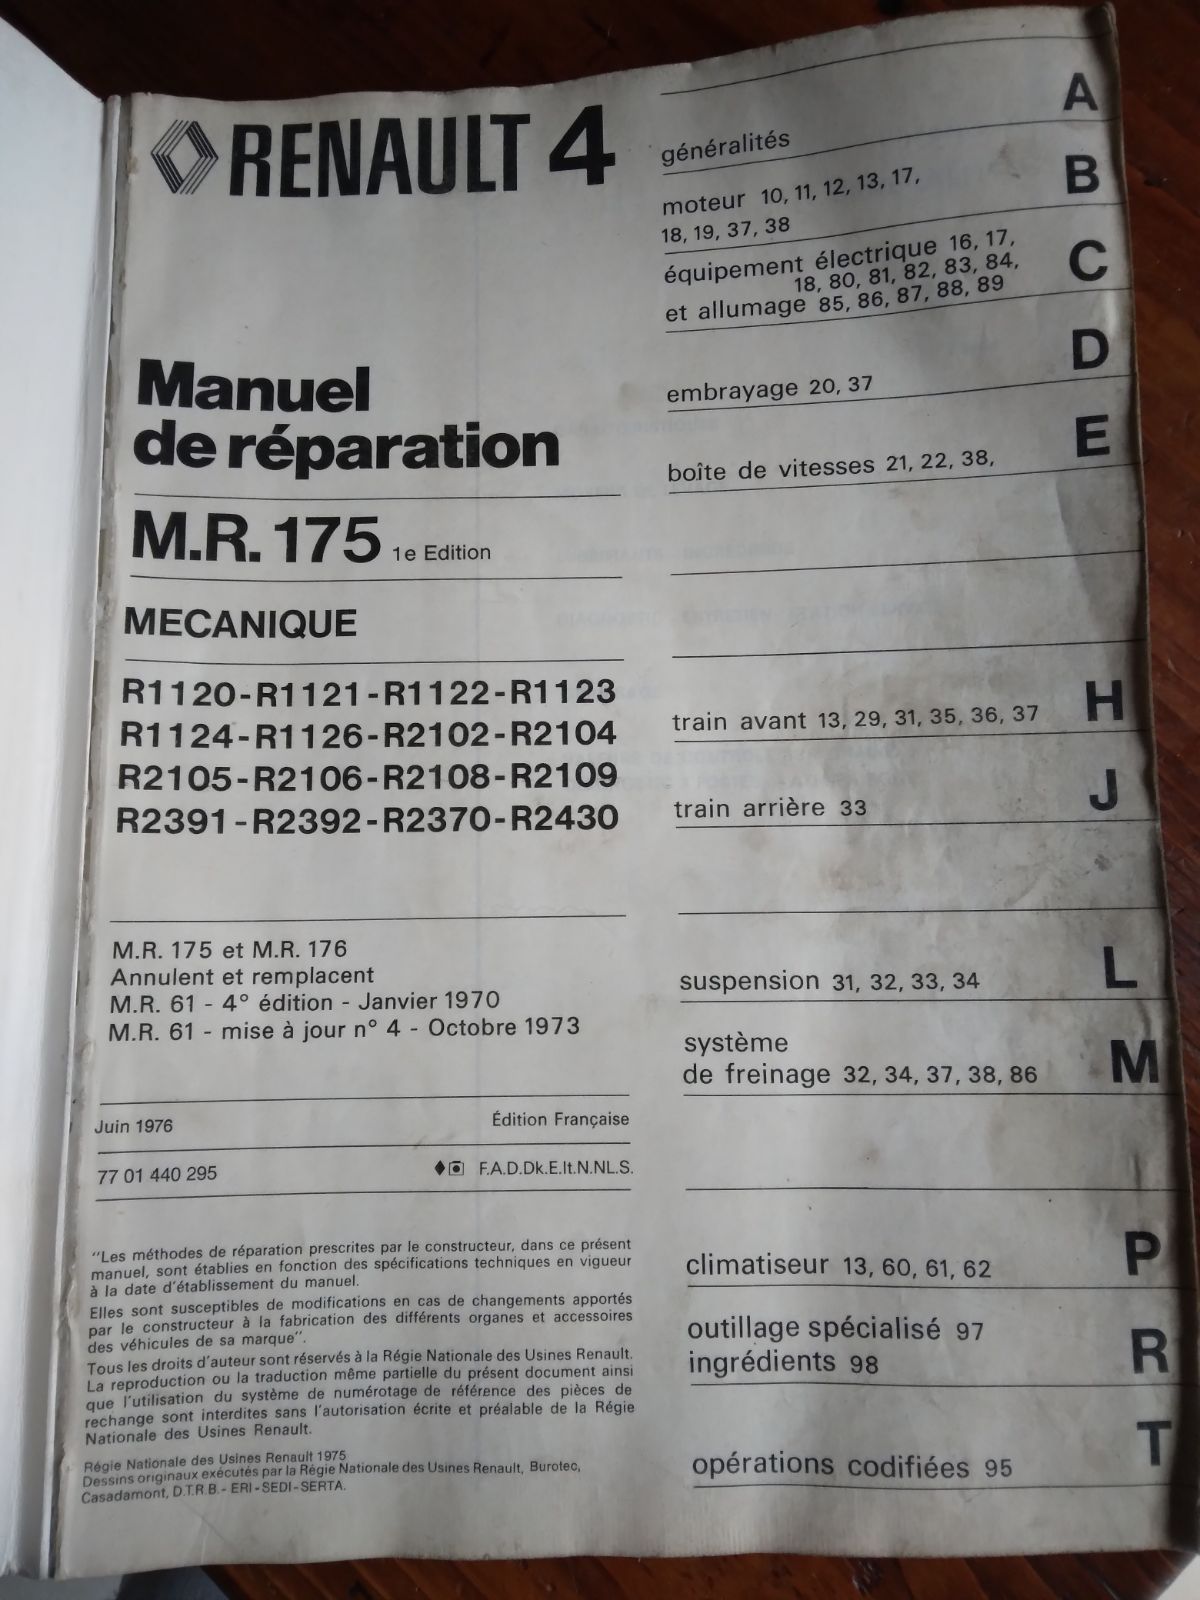 RENAULT 4
Manuel
de réparation
M.R. 175 1e Edition
MECANIQUE
R1120-R1121-R1122-R1123
R1124-R1126-R2102-R2104
R2105-R2106-R2108-R2109
R2391-R2392-R2370-R2430
M.R. 175 et M.R. 176
Annulent et remplacent
M.R. 61 - 4° édition - Janvier 1970
M.R. 61 - mise à jour n° 4 - Octobre 1973
Juin 1976 Édition Française
77 01 440 295 F.A.D.Dk.E.It.N.NL.S.
"Les méthodes de réparation prescrites par le constructeur, dans ce présent
manuel, sont établies en fonction des spécifications techniques en vigueur
à la date d'établissement du manuel.
Elles sont susceptibles de modifications en cas de changements apportés
par le constructeur à la fabrication des différents organes et accessoires
des véhicules de sa marque".
Tous les droits d'auteur sont réservés à la Régie Nationale des Usines Renault.
La reproduction ou la traduction même partielle du présent document ainsi
que l'utilisation du système de numérotage de référence des pièces de
rechange sont interdites sans l'autorisation écrite et préalable de la Régie
Nationale des Usines Renault.
Régie Nationale des Usines Renault 1975
Dessins originaux exécutés par la Régie Nationale des Usines Renault, Burotec,
Casadamont, D.T.R.B.- ERI-SEDI-SERTA.
généralités A
moteur 10, 11, 12, 13, 17, B
18, 19, 37, 38
équipement électrique 16, 17, C
18, 80, 81, 82, 83, 84,
et allumage 85, 86, 87, 88, 89
embrayage 20, 37 D
boîte de vitesses 21, 22, 38, E
train avant 13, 29, 31, 35, 36, 37 H
train arrière 33 J
suspension 31, 32, 33, 34 L
système
de freinage 32, 34, 37, 38, 86 M
climatiseur 13, 60, 61, 62 P
outillage spécialisé 97 R
ingrédients 98
opérations codifiées 95 T